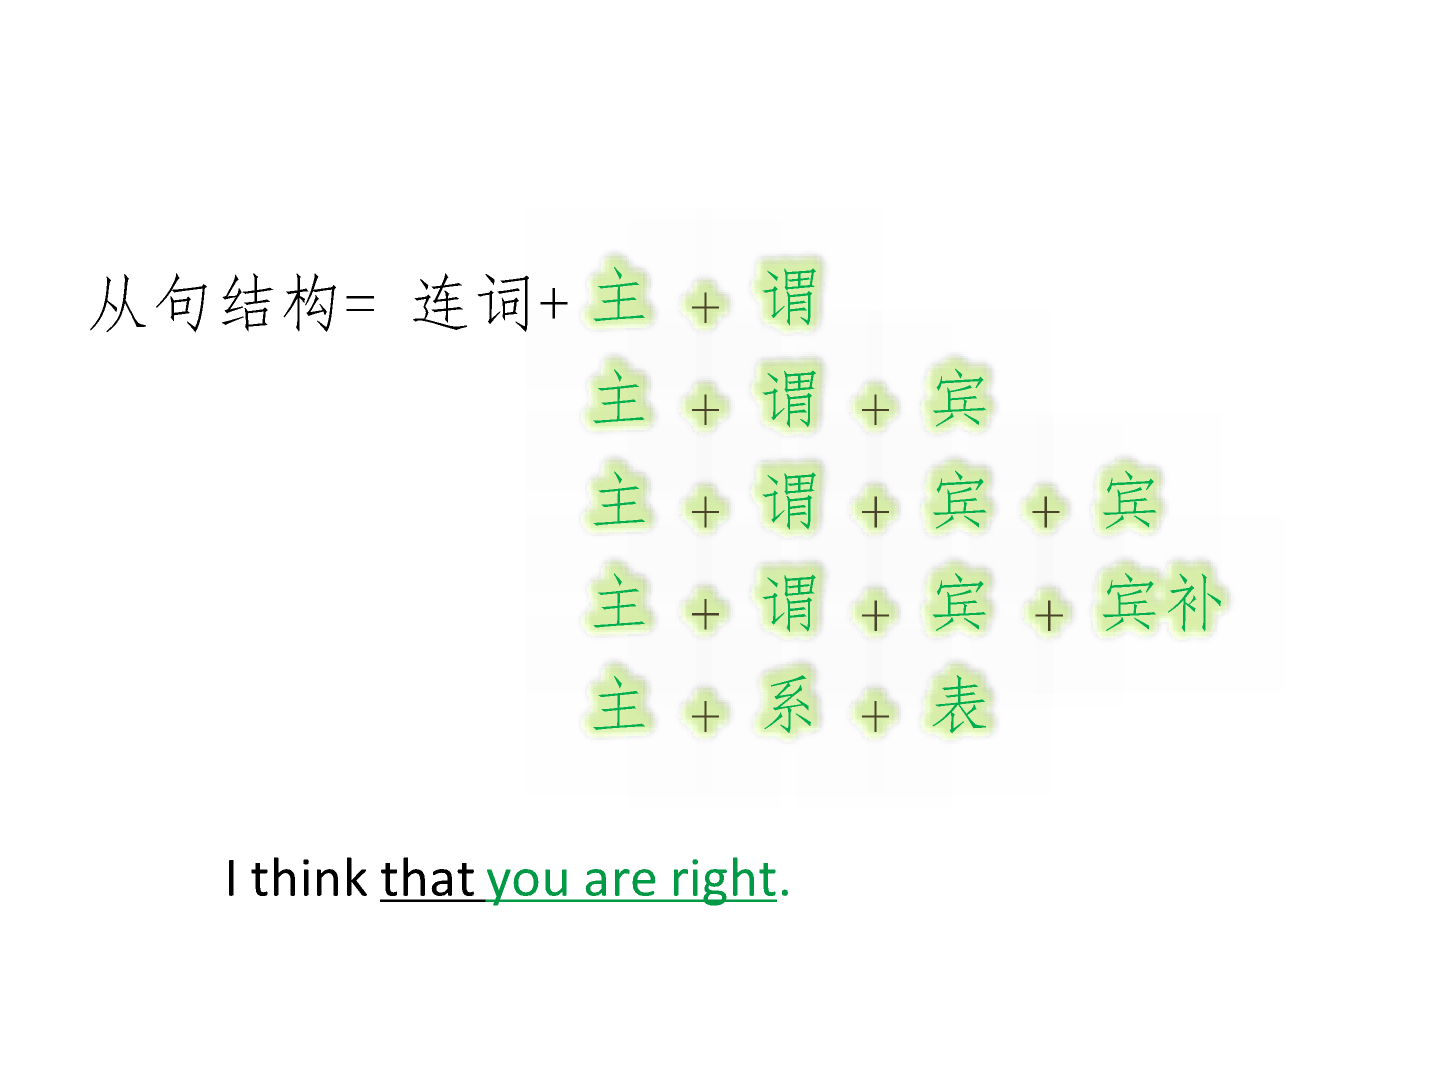 从句结构= 连词+主 + 谓
主 + 谓 + 宾
主 + 谓 + 宾 + 宾
主 + 谓 + 宾 + 宾补
主 + 系 + 表
I think that you are right.